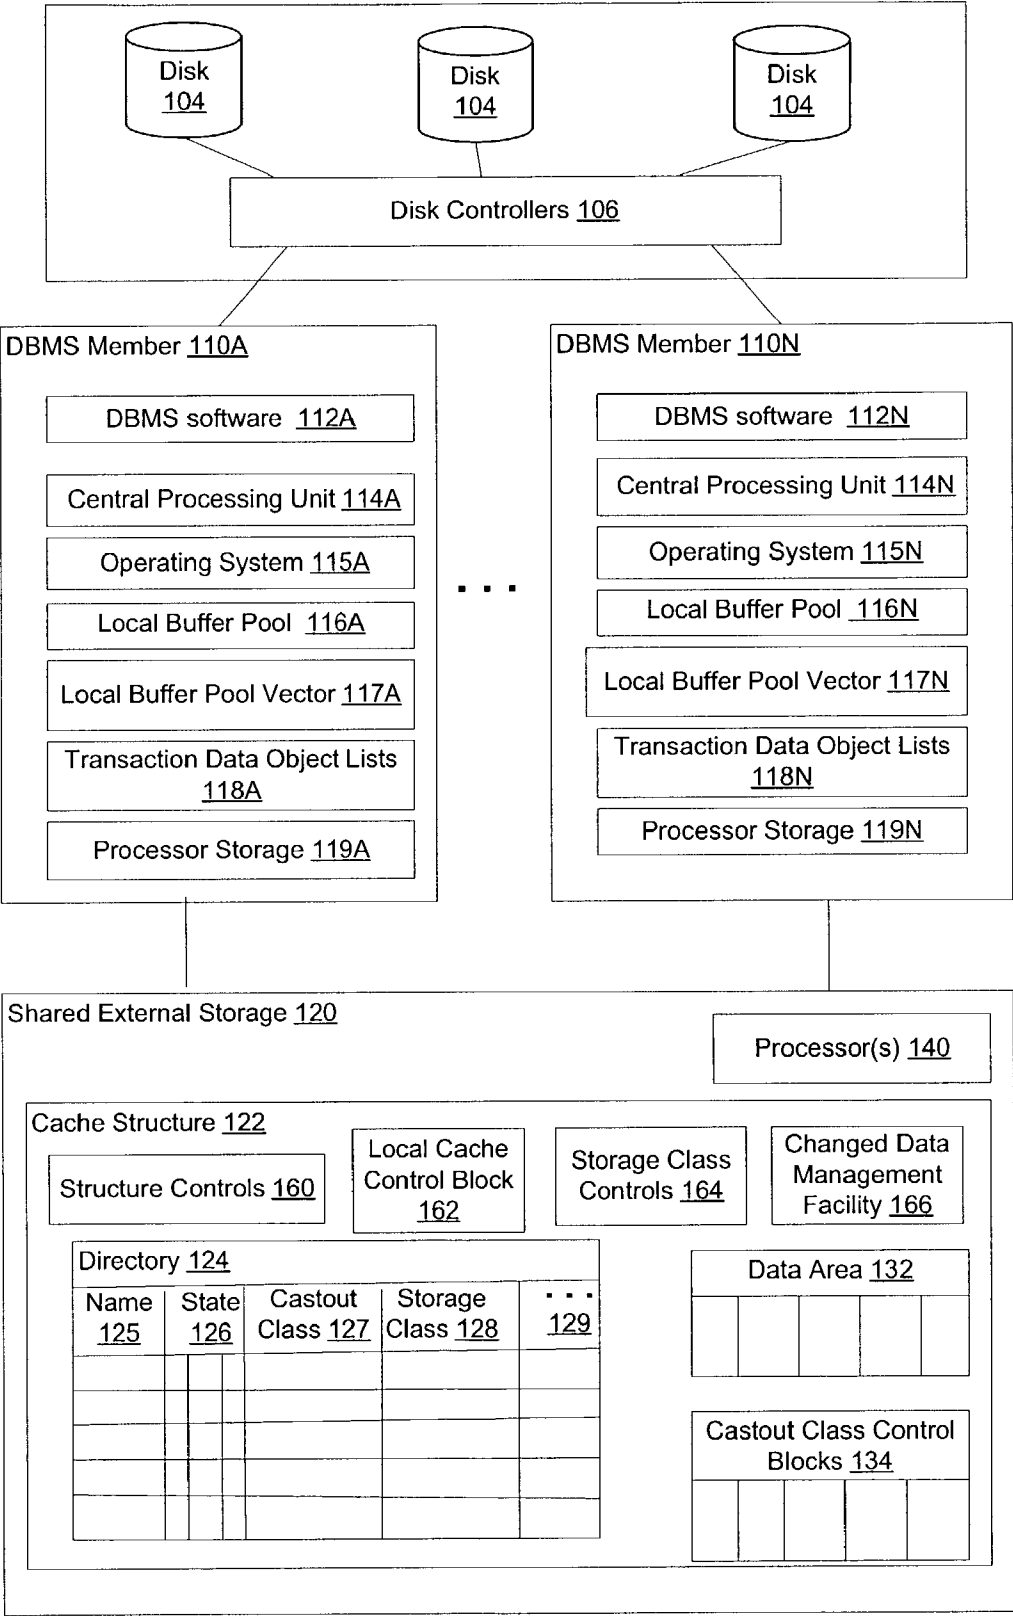 Disk
104
Disk
104
Disk
104
Disk Controllers 106
DBMS Member 110A
DBMS software 112A
Central Processing Unit 114A
Operating System 115A
Local Buffer Pool 116A
Local Buffer Pool Vector 117A
Transaction Data Object Lists
118A
Processor Storage 119A
. . .
DBMS Member 110N
DBMS software 112N
Central Processing Unit 114N
Operating System 115N
Local Buffer Pool 116N
Local Buffer Pool Vector 117N
Transaction Data Object Lists
118N
Processor Storage 119N
Shared External Storage 120
Processor(s) 140
Cache Structure 122
Structure Controls 160
Local Cache
Control Block
162
Storage Class
Controls 164
Changed Data
Management
Facility 166
Directory 124
Name
125
State
126
Castout
Class 127
Storage
Class 128
. . .
129
Data Area 132
Castout Class Control
Blocks 134